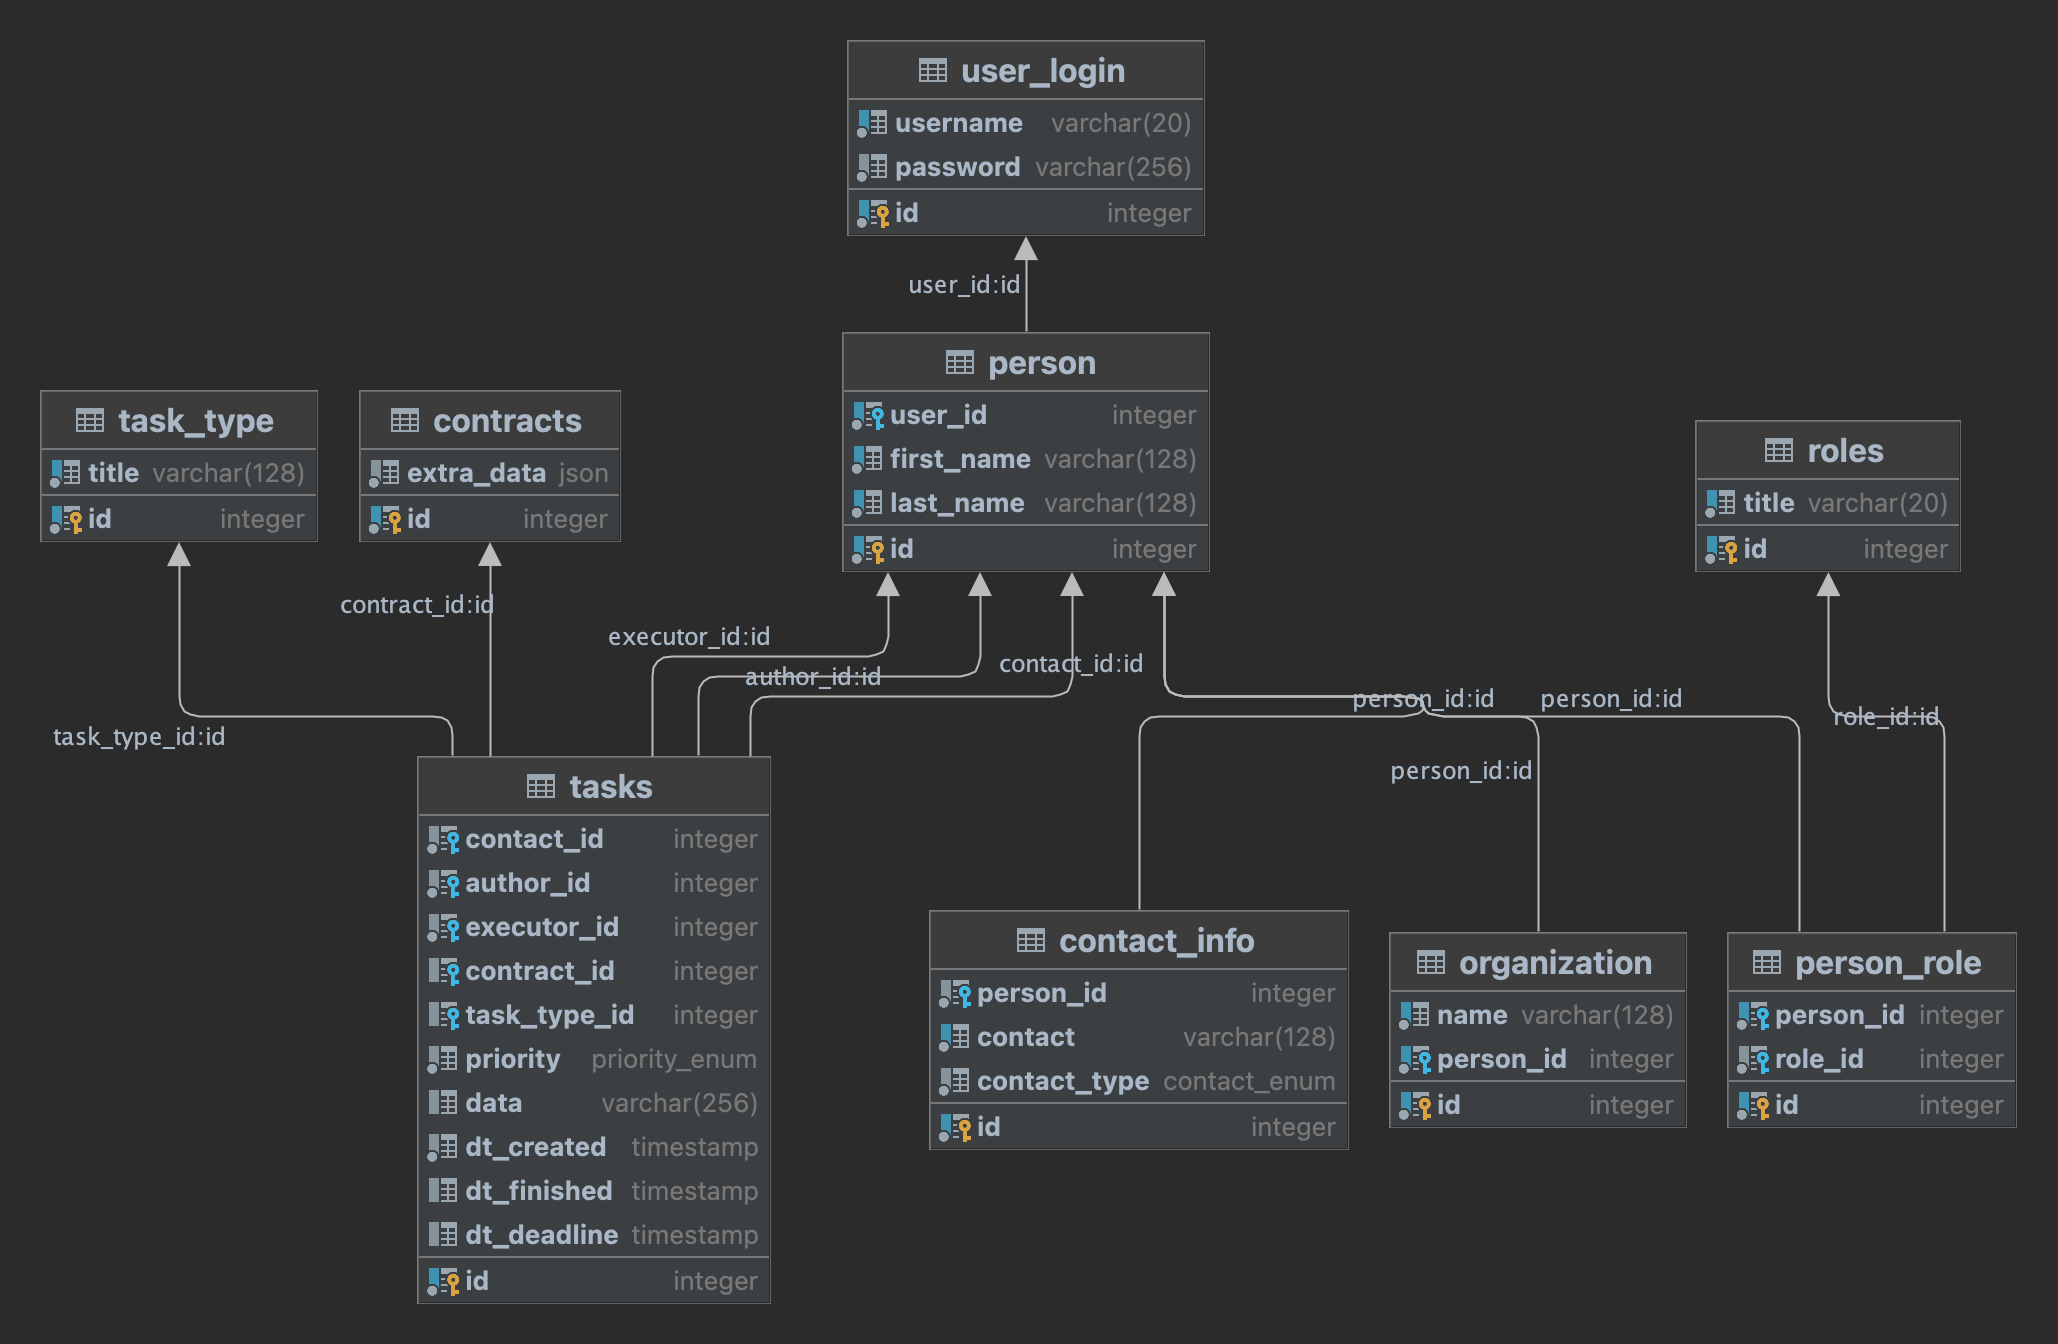 user_login
username varchar(20)
password varchar(256)
id integer
user_id:id
person
user_id integer
first_name varchar(128)
last_name varchar(128)
id integer
task_type
title varchar(128)
id integer
contracts
extra_data json
id integer
roles
title varchar(20)
id integer
contract_id:id
executor_id:id
author_id:id
contact_id:id
person_id:id
person_id:id
role_id:id
task_type_id:id
person_id:id
tasks
contact_id integer
author_id integer
executor_id integer
contract_id integer
task_type_id integer
priority priority_enum
data varchar(256)
dt_created timestamp
dt_finished timestamp
dt_deadline timestamp
id integer
contact_info
person_id integer
contact varchar(128)
contact_type contact_enum
id integer
organization
name varchar(128)
person_id integer
id integer
person_role
person_id integer
role_id integer
id integer